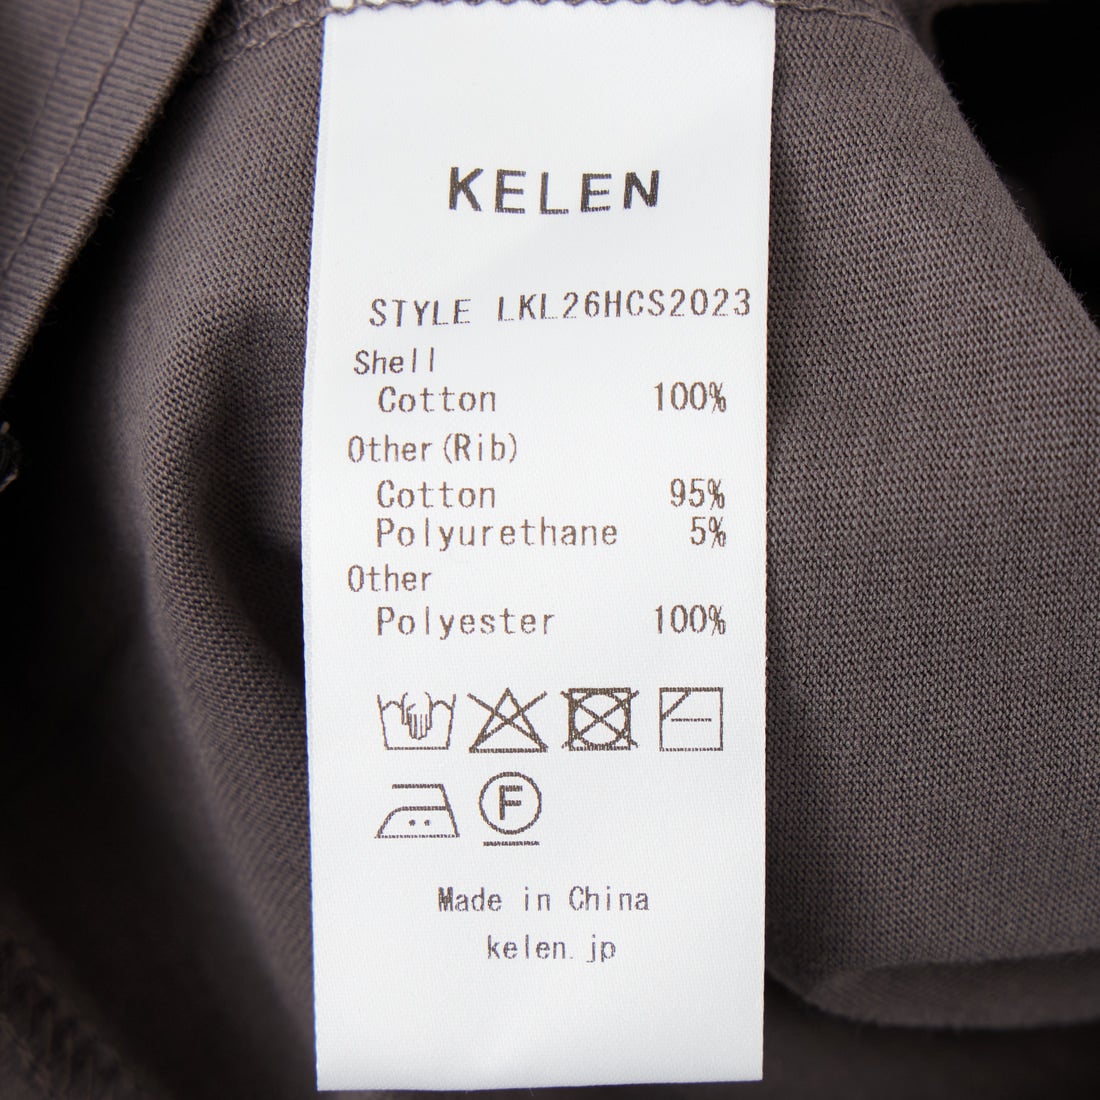 KELEN
STYLE LKL26HCS2023
Shell
Cotton 100%
Other(Rib)
Cotton 95%
Polyurethane 5%
Other
Polyester 100%
F
Made in China
kelen.jp